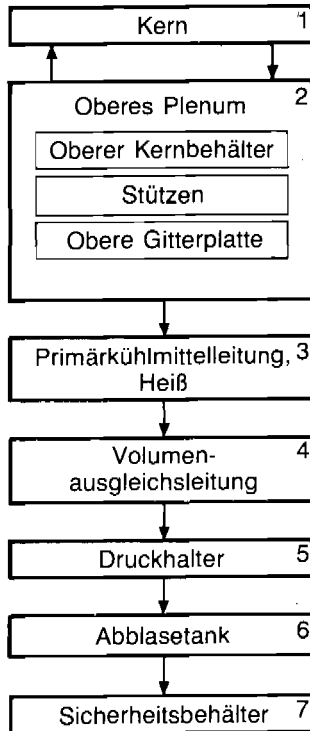 Kern 1
Oberes Plenum 2
Oberer Kernbehälter
Stützen
Obere Gitterplatte
Primärkühlmittelleitung, 3
Heiß
Volumen- 4
ausgleichsleitung
Druckhalter 5
Abblasetank 6
Sicherheitsbehälter 7